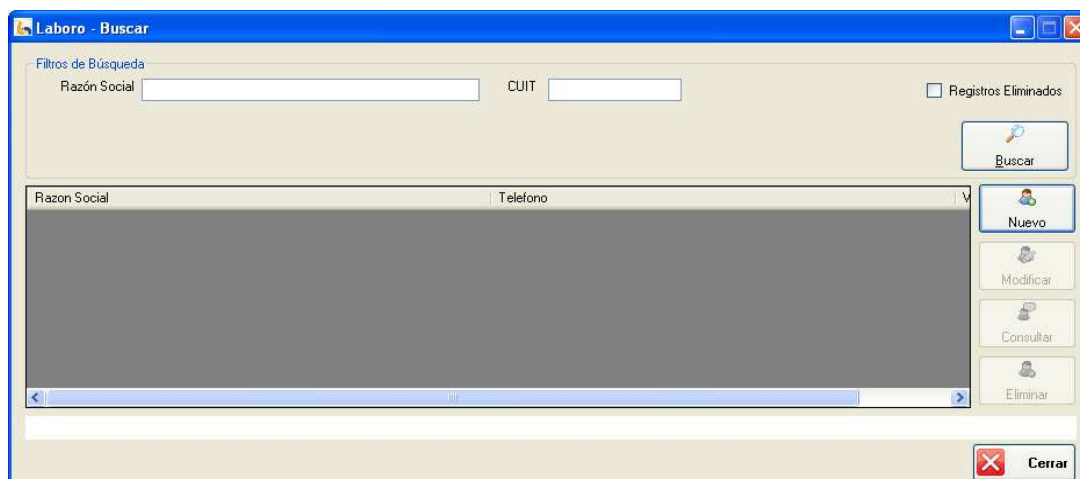 Laboro - Buscar
Filtros de Búsqueda
Razón Social CUIT Registros Eliminados
Buscar
Razon Social Telefono V
Nuevo
Modificar
Consultar
Eliminar
Cerrar